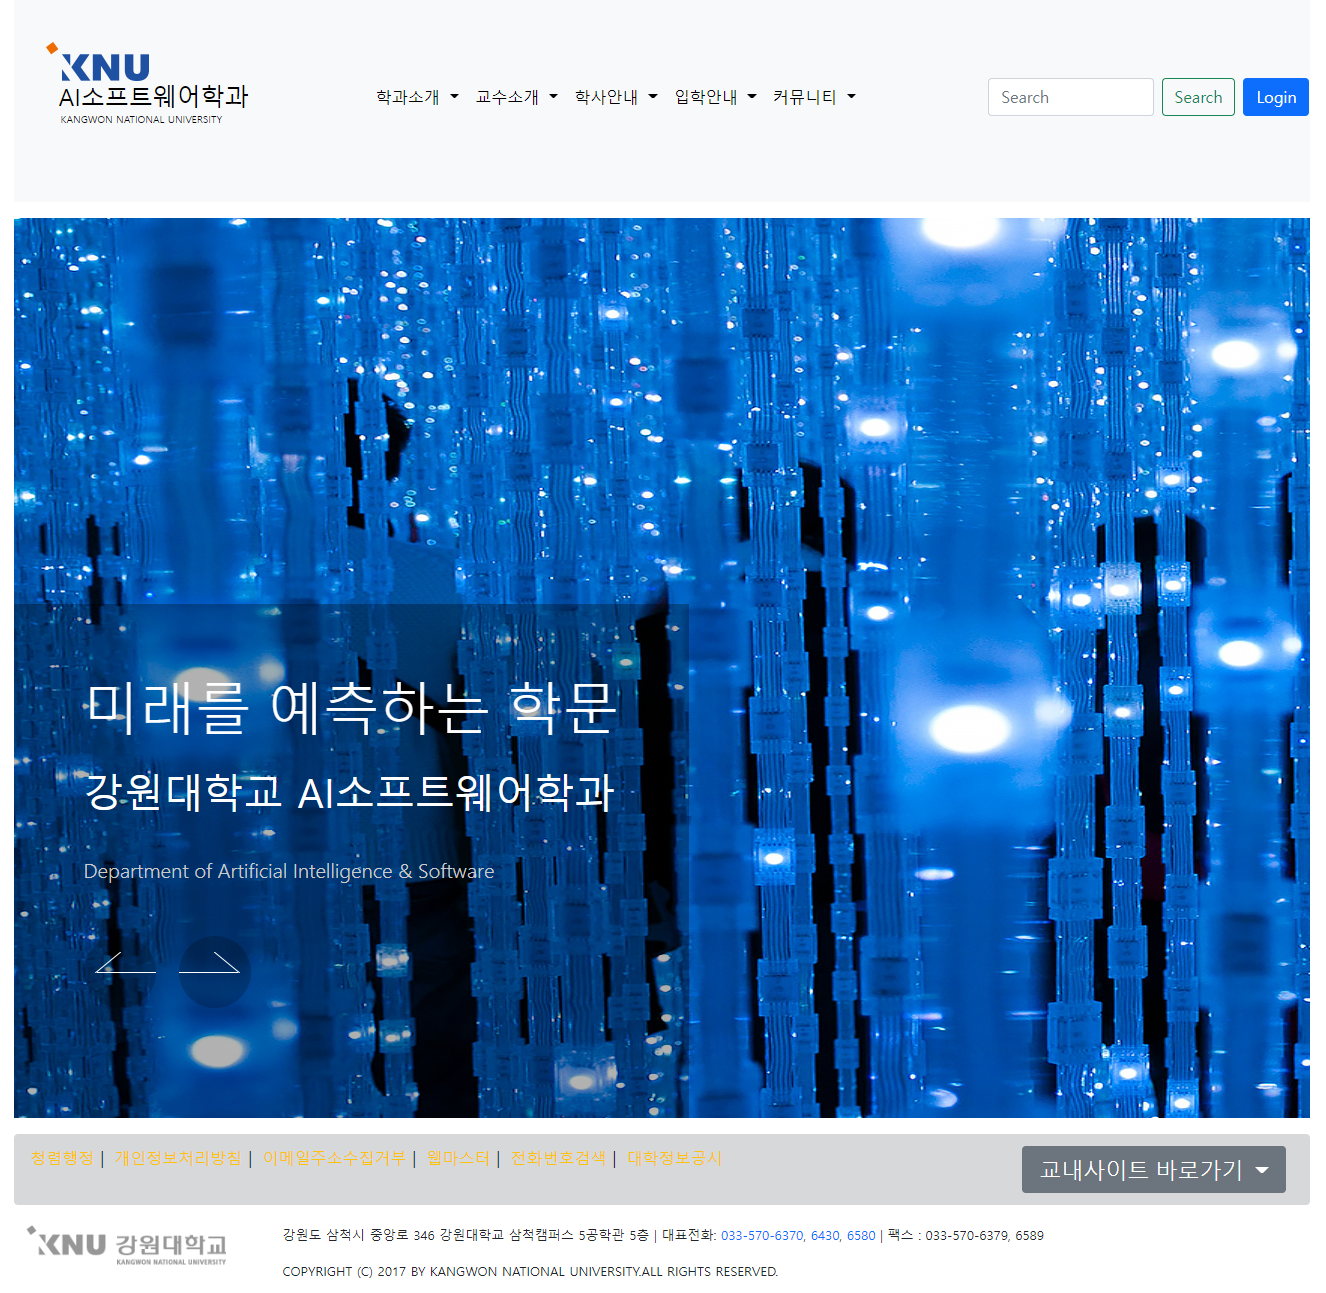 KNU
AI소프트웨어학과
KANGWON NATIONAL UNIVERSITY
학과소개 교수소개 학사안내 입학안내 커뮤니티
Search Search Login
미래를 예측하는 학문
강원대학교 AI소프트웨어학과
Department of Artificial Intelligence & Software
청렴행정 | 개인정보처리방침 | 이메일주소수집거부 | 웹마스터 | 전화번호검색 | 대학정보공시
교내사이트 바로가기
KNU 강원대학교
KANGWON NATIONAL UNIVERSITY
강원도 삼척시 중앙로 346 강원대학교 삼척캠퍼스 5공학관 5층 | 대표전화: 033-570-6370, 6430, 6580 | 팩스 : 033-570-6379, 6589
COPYRIGHT (C) 2017 BY KANGWON NATIONAL UNIVERSITY.ALL RIGHTS RESERVED.